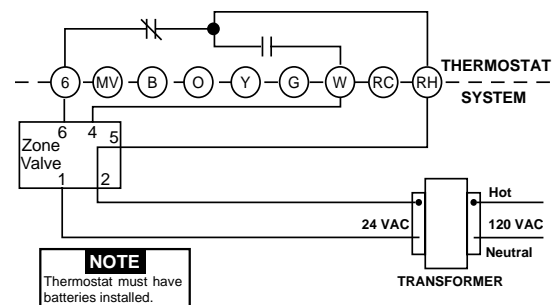 THERMOSTAT
6 MV B O Y G W RC RH
SYSTEM
6 4 5
Zone
Valve
1 2
Hot
24 VAC 120 VAC
Neutral
TRANSFORMER
NOTE
Thermostat must have
batteries installed.